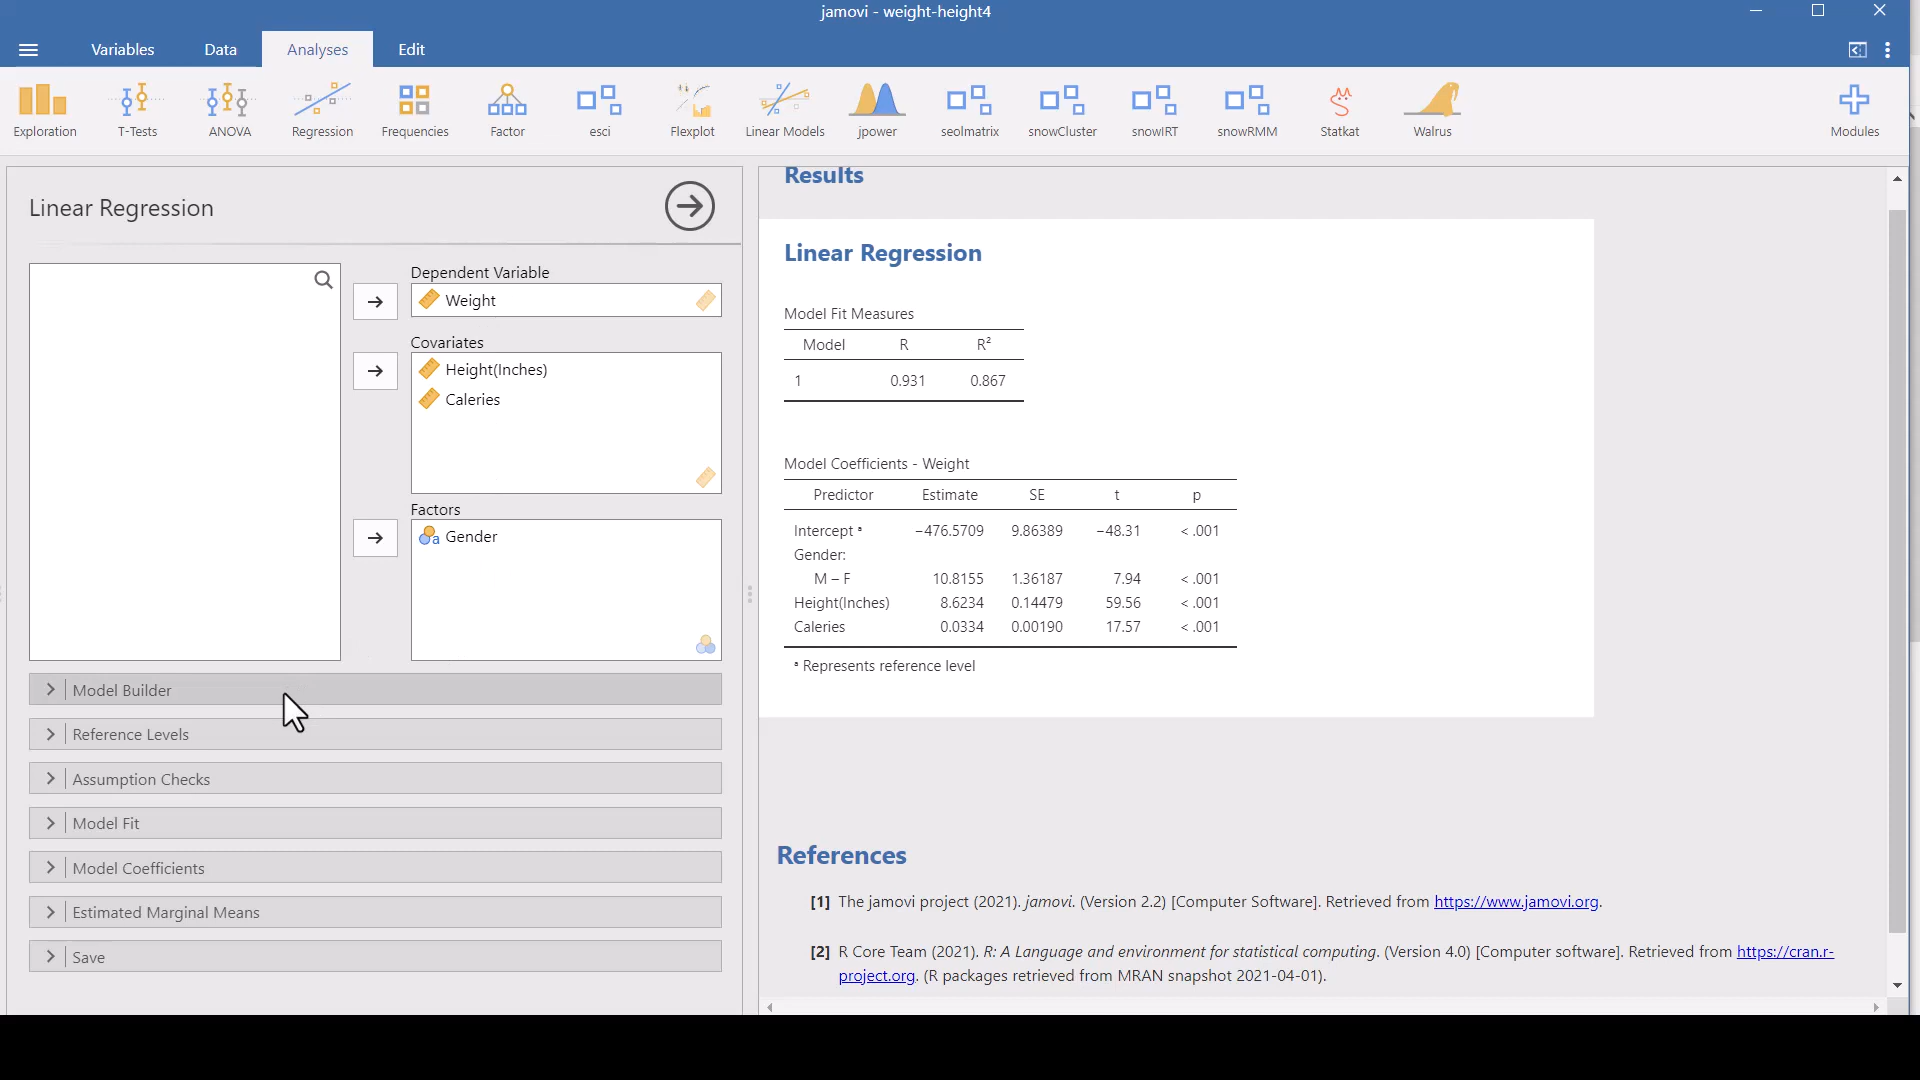 jamovi - weight-height4
Variables Data Analyses Edit
Exploration T-Tests ANOVA Regression Frequencies Factor esci Flexplot Linear Models jpower seolmatrix snowCluster snowIRT snowRMM Statkat Walrus Modules
Linear Regression
Dependent Variable
Weight
Covariates
Height(Inches)
Caleries
Factors
Gender
Model Builder
Reference Levels
Assumption Checks
Model Fit
Model Coefficients
Estimated Marginal Means
Save
Results
Linear Regression
Model Fit Measures
Model R R²
1 0.931 0.867
Model Coefficients - Weight
Predictor Estimate SE t p
Intercept ᵃ −476.5709 9.86389 −48.31 < .001
Gender:
M – F 10.8155 1.36187 7.94 < .001
Height(Inches) 8.6234 0.14479 59.56 < .001
Caleries 0.0334 0.00190 17.57 < .001
ᵃ Represents reference level
References
[1] The jamovi project (2021). jamovi. (Version 2.2) [Computer Software]. Retrieved from https://www.jamovi.org.
[2] R Core Team (2021). R: A Language and environment for statistical computing. (Version 4.0) [Computer software]. Retrieved from https://cran.r-
project.org. (R packages retrieved from MRAN snapshot 2021-04-01).